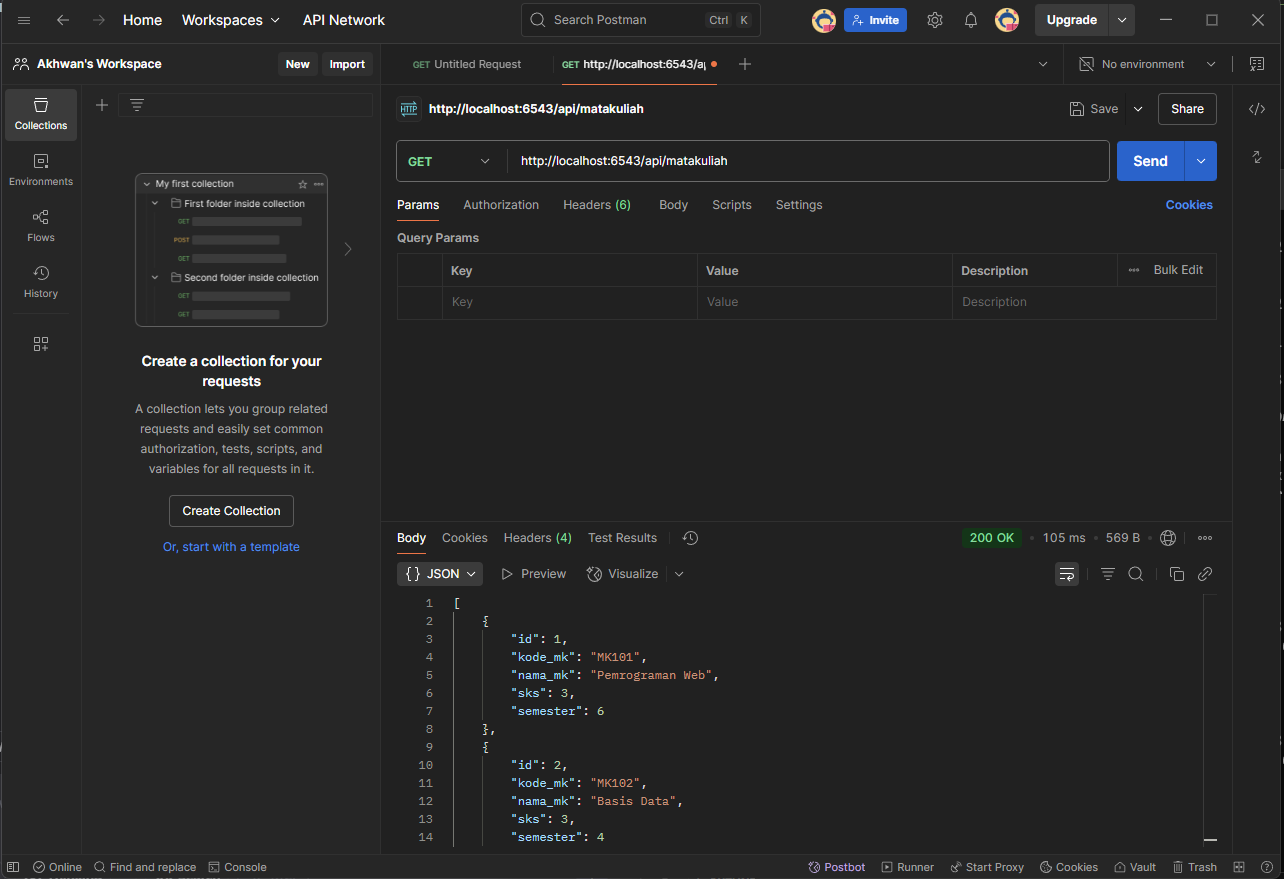 Home Workspaces API Network Search Postman Ctrl K Invite Upgrade
Akhwan's Workspace New Import GET Untitled Request GET http://localhost:6543/ap No environment
Collections
Environments
Flows
History
My first collection
First folder inside collection
GET
POST
GET
Second folder inside collection
GET
GET
Create a collection for your
requests
A collection lets you group related
requests and easily set common
authorization, tests, scripts, and
variables for all requests in it.
Create Collection
Or, start with a template
HTTP http://localhost:6543/api/matakuliah Save Share
GET http://localhost:6543/api/matakuliah Send
Params Authorization Headers (6) Body Scripts Settings Cookies
Query Params
Key Value Description Bulk Edit
Key Value Description
Body Cookies Headers (4) Test Results 200 OK 105 ms 569 B
{} JSON Preview Visualize
1 [
2 {
3 "id": 1,
4 "kode_mk": "MK101",
5 "nama_mk": "Pemrograman Web",
6 "sks": 3,
7 "semester": 6
8 },
9 {
10 "id": 2,
11 "kode_mk": "MK102",
12 "nama_mk": "Basis Data",
13 "sks": 3,
14 "semester": 4
Online Find and replace Console Postbot Runner Start Proxy Cookies Vault Trash